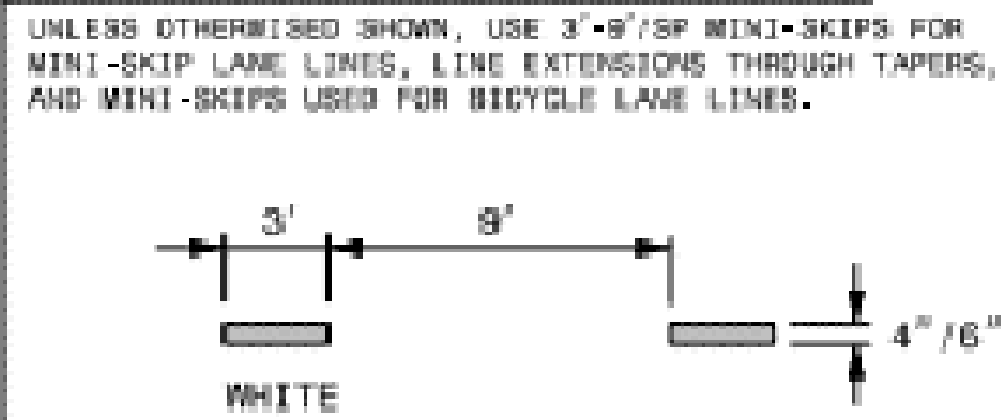 UNLESS OTHERWISED SHOWN, USE 3'-9'/SP MINI-SKIPS FOR
MINI-SKIP LANE LINES, LINE EXTENSIONS THROUGH TAPERS,
AND MINI-SKIPS USED FOR BICYCLE LANE LINES.
3' 9'
4"/6"
WHITE